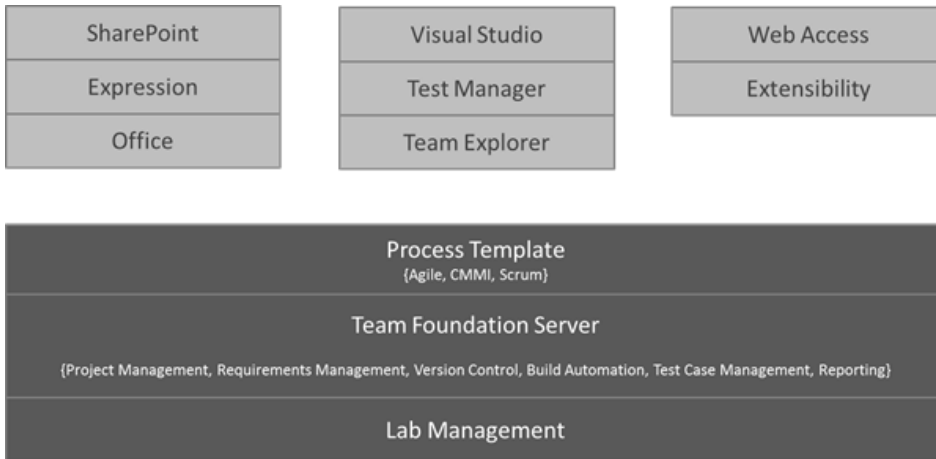 SharePoint
Expression
Office
Visual Studio
Test Manager
Team Explorer
Web Access
Extensibility
Process Template
{Agile, CMMI, Scrum}
Team Foundation Server
{Project Management, Requirements Management, Version Control, Build Automation, Test Case Management, Reporting}
Lab Management